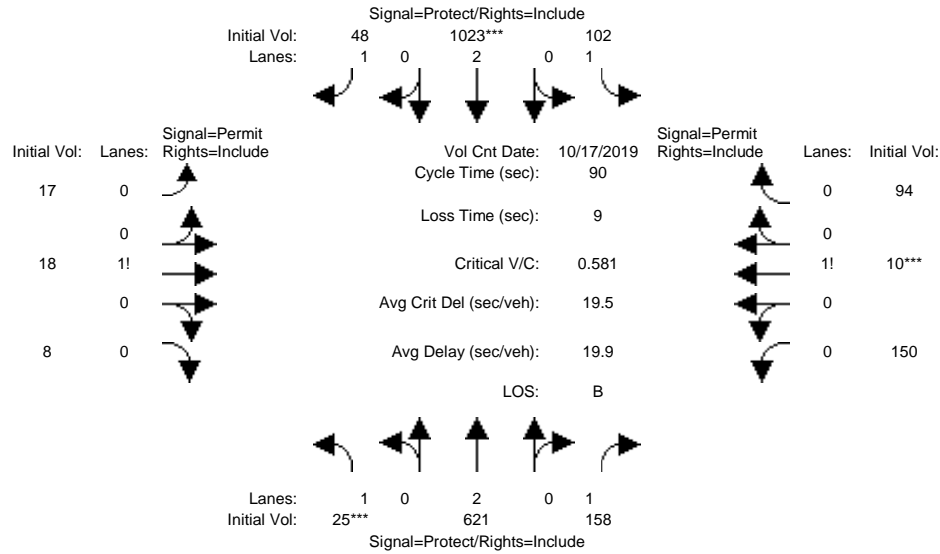 Signal=Protect/Rights=Include
Initial Vol: 48 1023*** 102
Lanes: 1 0 2 0 1
Signal=Permit Signal=Permit
Initial Vol: Lanes: Rights=Include Vol Cnt Date: 10/17/2019 Rights=Include Lanes: Initial Vol:
Cycle Time (sec): 90
17 0 0 94
Loss Time (sec): 9
0 0
18 1! Critical V/C: 0.581 1! 10***
0 Avg Crit Del (sec/veh): 19.5 0
8 0 Avg Delay (sec/veh): 19.9 0 150
LOS: B
Lanes: 1 0 2 0 1
Initial Vol: 25*** 621 158
Signal=Protect/Rights=Include